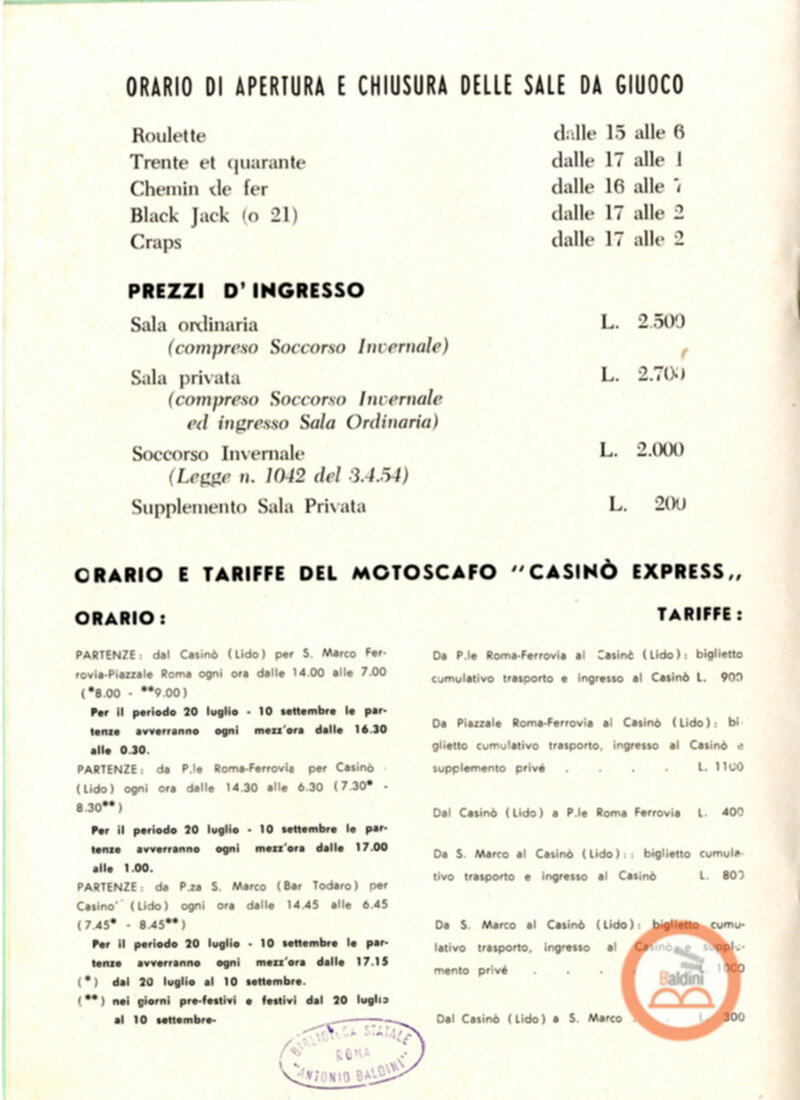 ORARIO DI APERTURA E CHIUSURA DELLE SALE DA GIUOCO
Roulette dalle 15 alle 6
Trente et quarante dalle 17 alle 1
Chemin de fer dalle 16 alle 7
Black Jack (o 21) dalle 17 alle 2
Craps dalle 17 alle 2
PREZZI D'INGRESSO
Sala ordinaria L. 2.500
(compreso Soccorso Invernale)
Sala privata L. 2.700
(compreso Soccorso Invernale
ed ingresso Sala Ordinaria)
Soccorso Invernale L. 2.000
(Legge n. 1042 del 3.4.54)
Supplemento Sala Privata L. 200
ORARIO E TARIFFE DEL MOTOSCAFO "CASINÒ EXPRESS„
ORARIO:
PARTENZE: dal Casinò (Lido) per S. Marco Fer-
rovia-Piazzale Roma ogni ora dalle 14.00 alle 7.00
(*8.00 - **9.00)
Per il periodo 20 luglio - 10 settembre le par-
tenze avverranno ogni mezz'ora dalle 16.30
alle 0.30.
PARTENZE: da P.le Roma-Ferrovia per Casinò
(Lido) ogni ora dalle 14.30 alle 6.30 (7.30* -
8.30**)
Per il periodo 20 luglio - 10 settembre le par-
tenze avverranno ogni mezz'ora dalle 17.00
alle 1.00.
PARTENZE: da P.za S. Marco (Bar Todaro) per
Casino' (Lido) ogni ora dalle 14.45 alle 6.45
(7.45* - 8.45**)
Per il periodo 20 luglio - 10 settembre le par-
tenze avverranno ogni mezz'ora dalle 17.15
(*) dal 20 luglio al 10 settembre.
(**) nei giorni pre-festivi e festivi dal 20 luglio
al 10 settembre-
TARIFFE:
Da P.le Roma-Ferrovia al Casinò (Lido): biglietto
cumulativo trasporto e ingresso al Casinò L. 900
Da Piazzale Roma-Ferrovia al Casinò (Lido): bi-
glietto cumulativo trasporto, ingresso al Casinò e
supplemento privé . . . . L. 1100
Dal Casinò (Lido) a P.le Roma Ferrovia L. 400
Da S. Marco al Casinò (Lido):: biglietto cumula-
tivo trasporto e ingresso al Casinò L. 800
Da S. Marco al Casinò (Lido): biglietto cumu-
lativo trasporto, ingresso al Casinò e supple-
mento privé . . . . L. 1000
Dal Casinò (Lido) a S. Marco . . L. 300
Baldini
BIBLIOTECA STATALE
ROMA
"ANTONIO BALDINI"